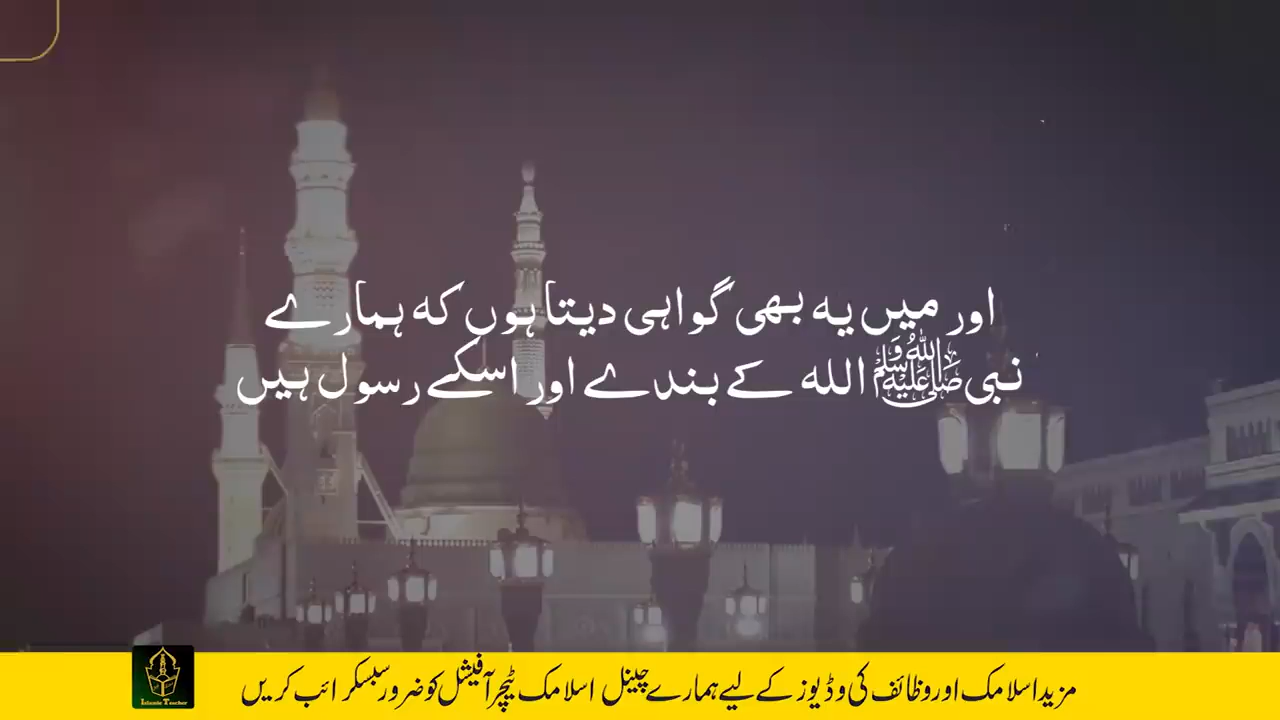 اور میں یہ بھی گواہی دیتا ہوں کہ ہمارے
نبی ﷺ اللہ کے بندے اور اسکے رسول ہیں
مزید اسلامک اور وظائف کی وڈیوز کے لیے ہمارے چینل اسلامک ٹیچر آفیشل کو ضرور سبسکرائب کریں
Islamic Teacher